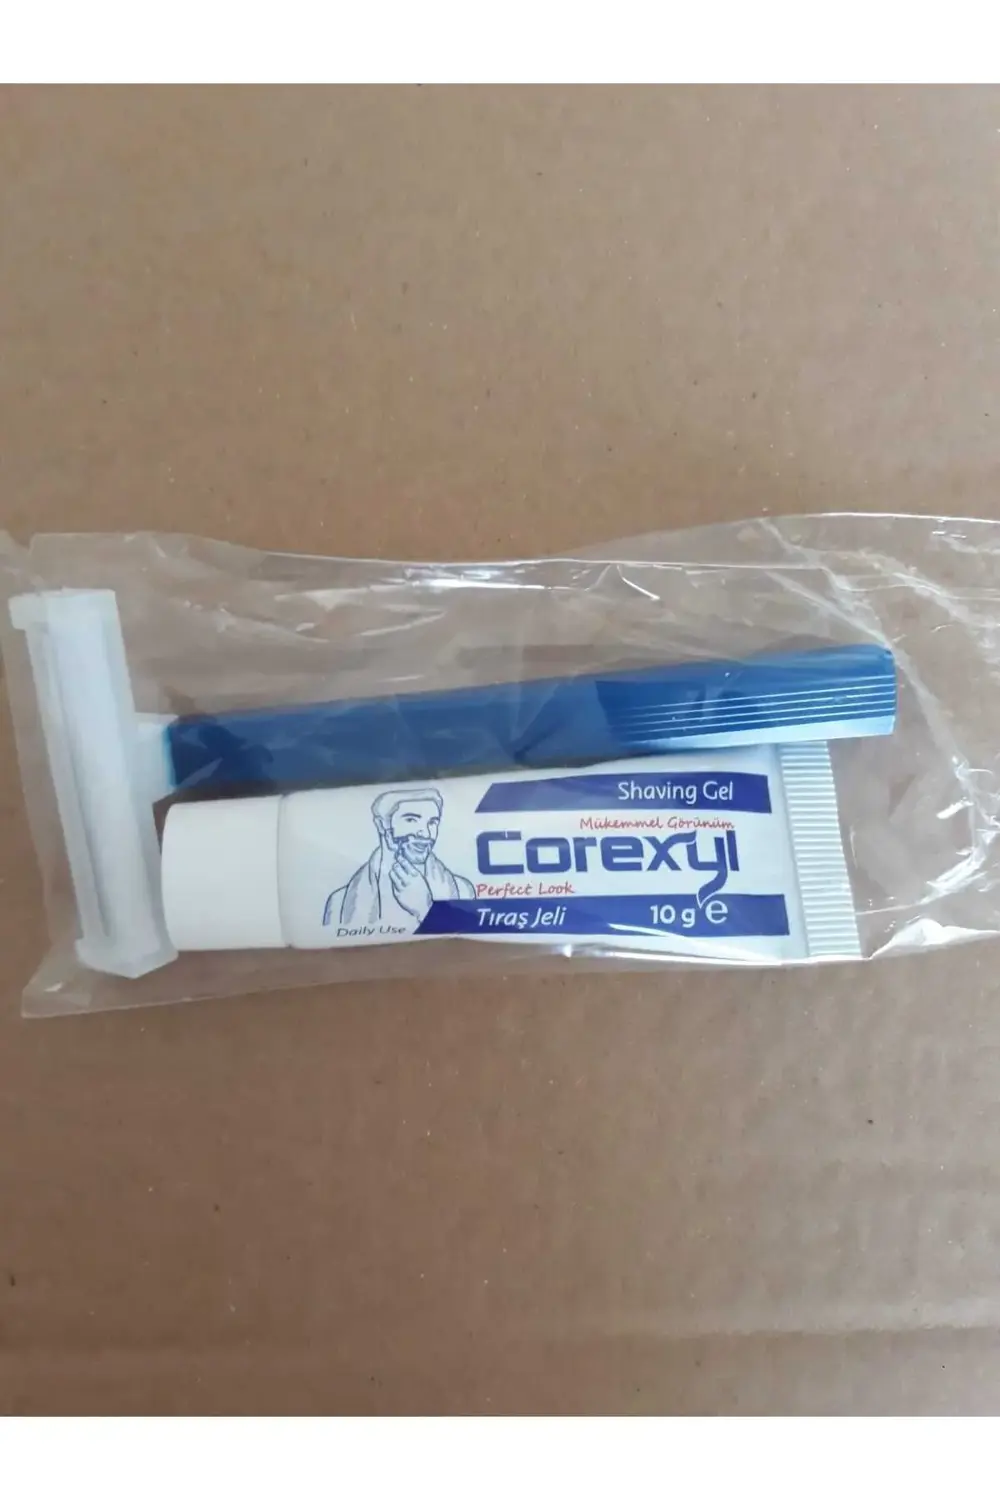 Shaving Gel
Mükemmel Görünüm
Corexyl
Perfect Look
Tıraş Jeli 10 g ℮
Daily Use